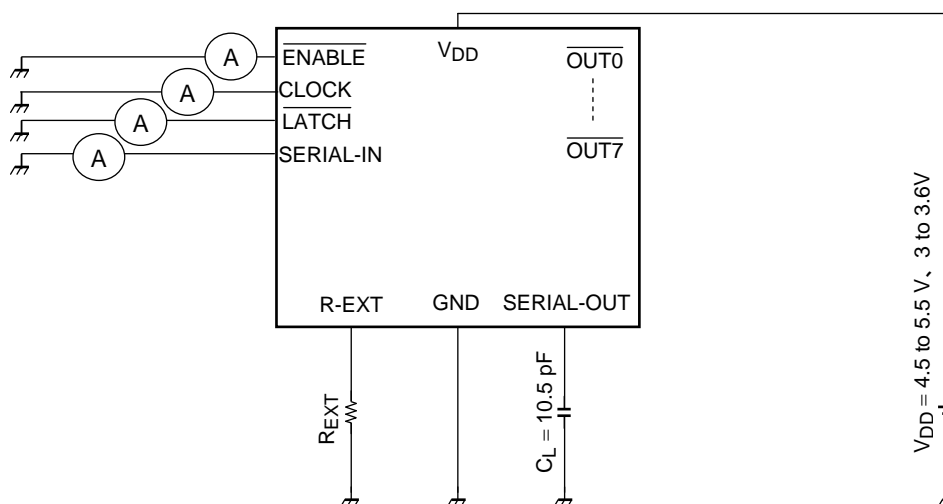 A
ENABLE
VDD
OUT0
A
CLOCK
A
LATCH
A
SERIAL-IN
OUT7
R-EXT
GND
SERIAL-OUT
REXT
CL = 10.5 pF
VDD = 4.5 to 5.5 V、3 to 3.6V